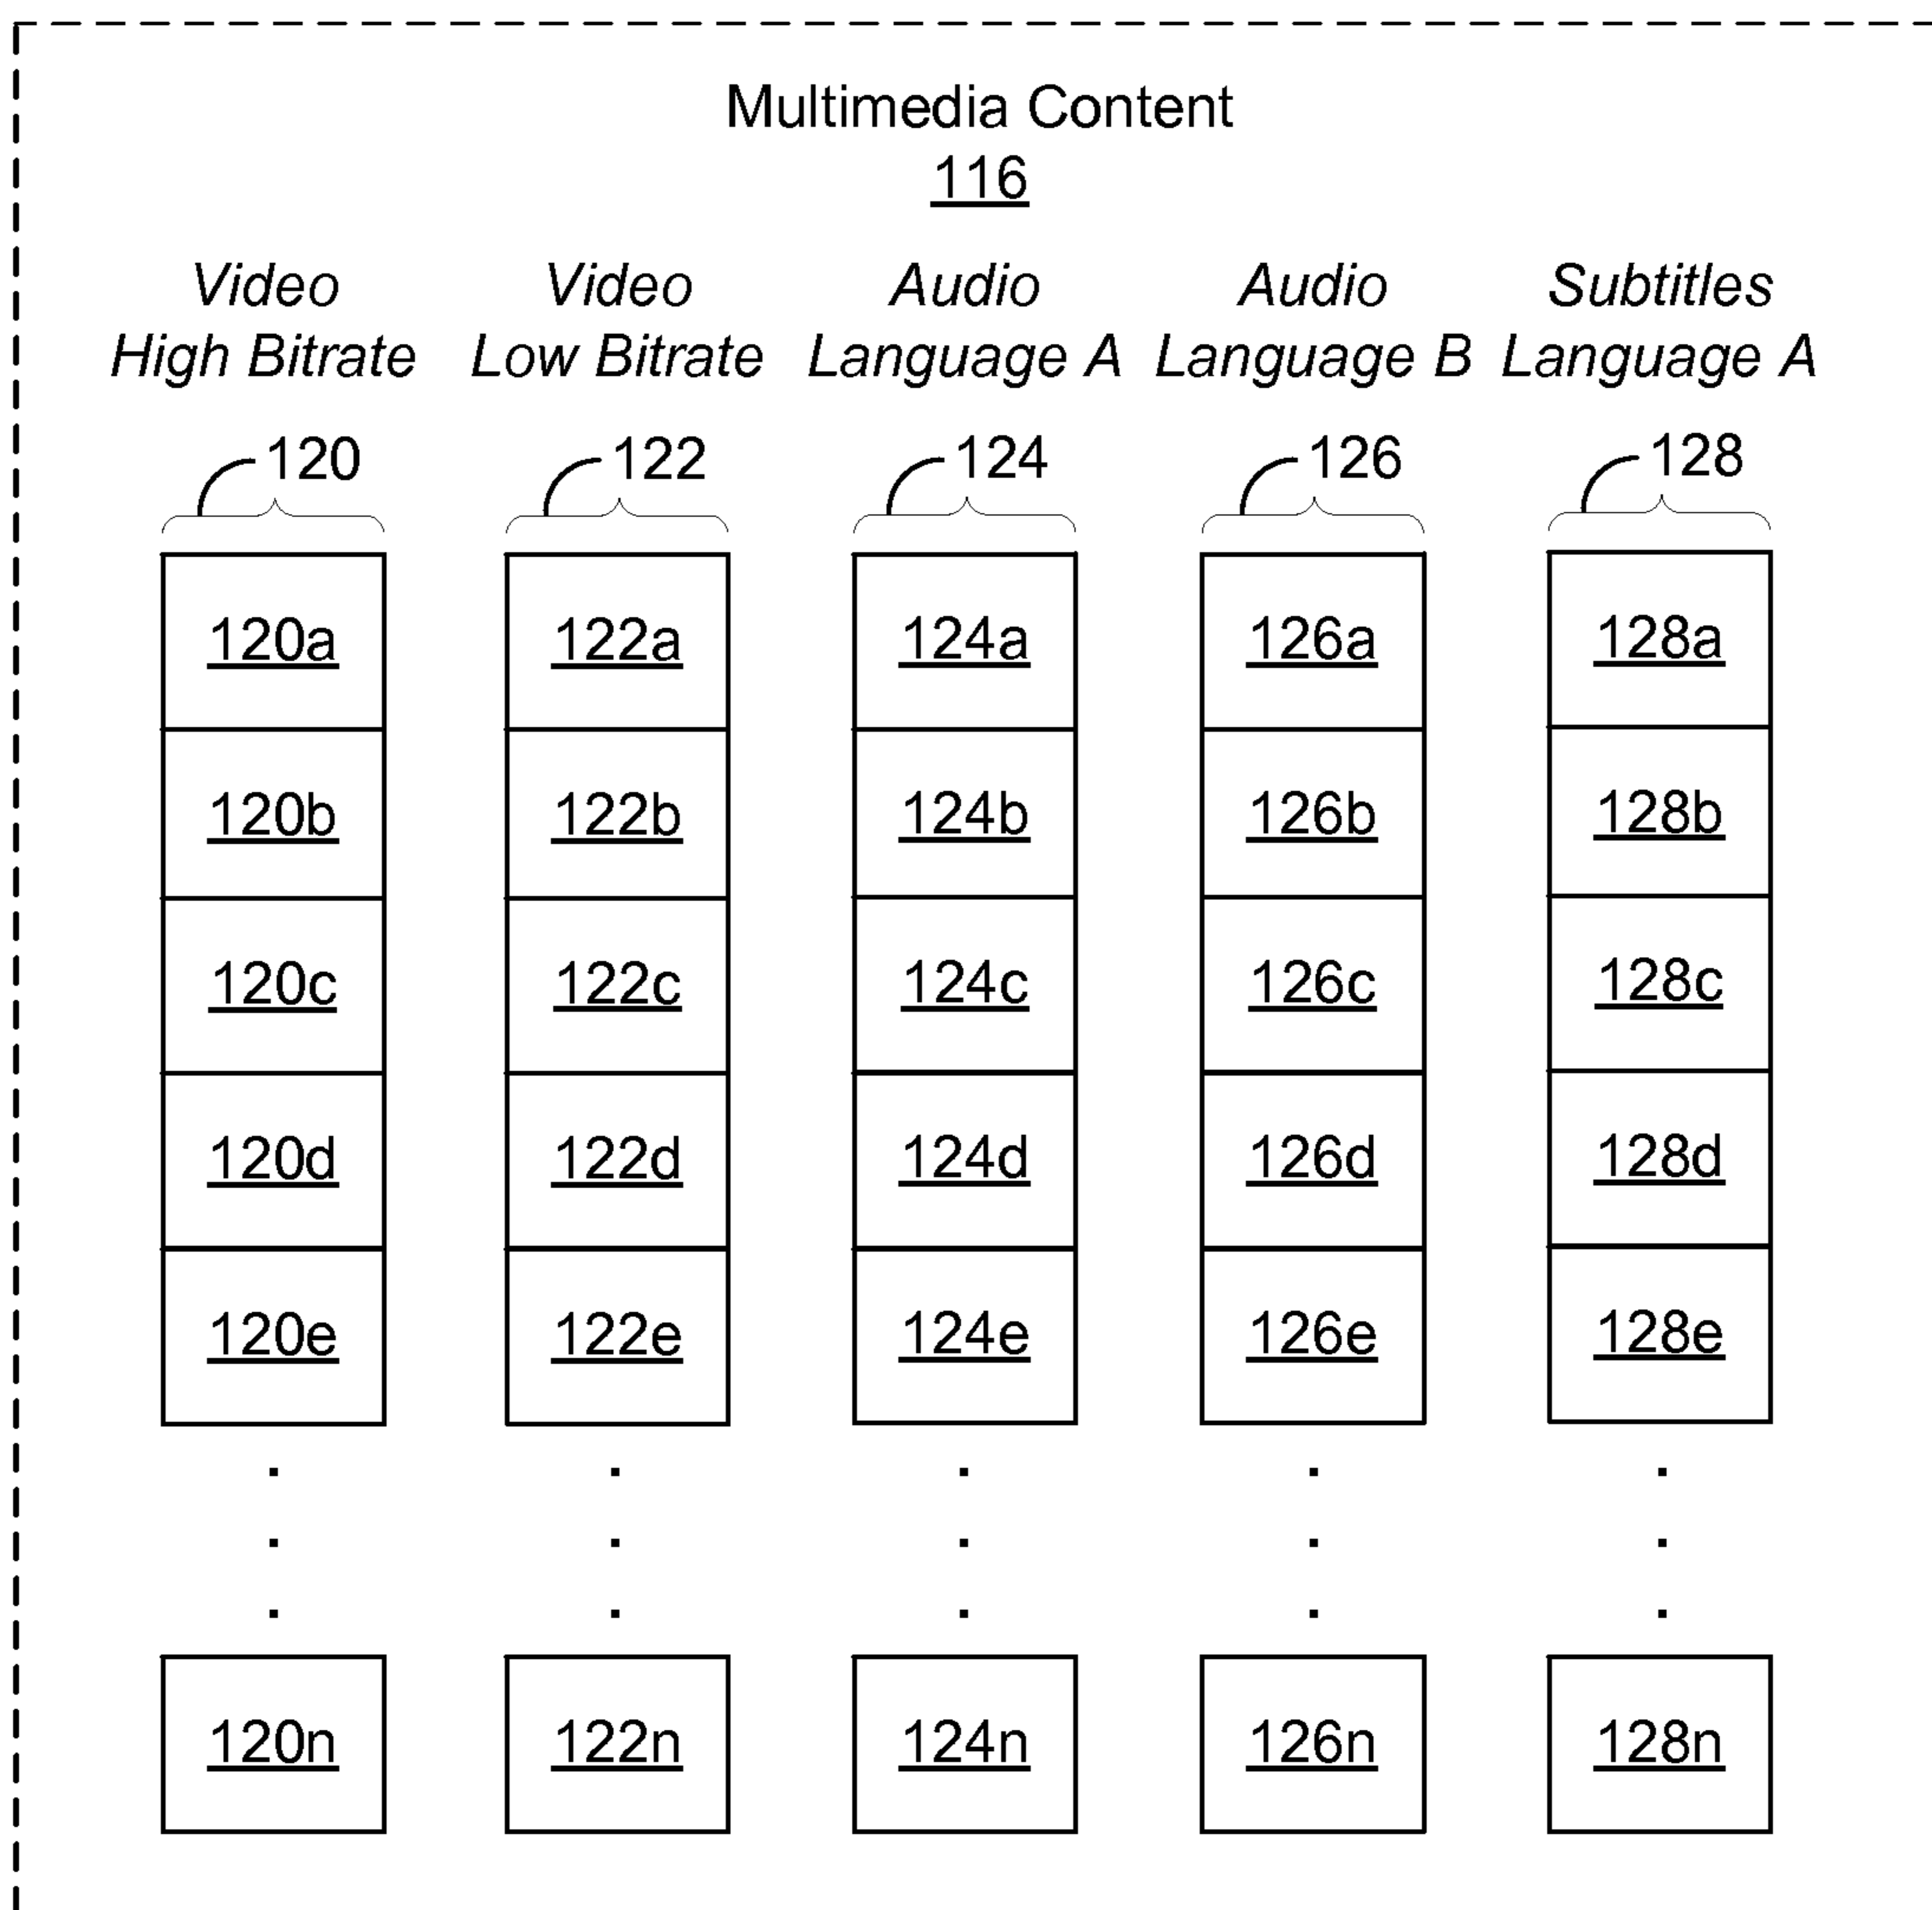 Multimedia Content
116
Video Video Audio Audio Subtitles
High Bitrate Low Bitrate Language A Language B Language A
120 122 124 126 128
120a 122a 124a 126a 128a
120b 122b 124b 126b 128b
120c 122c 124c 126c 128c
120d 122d 124d 126d 128d
120e 122e 124e 126e 128e
120n 122n 124n 126n 128n